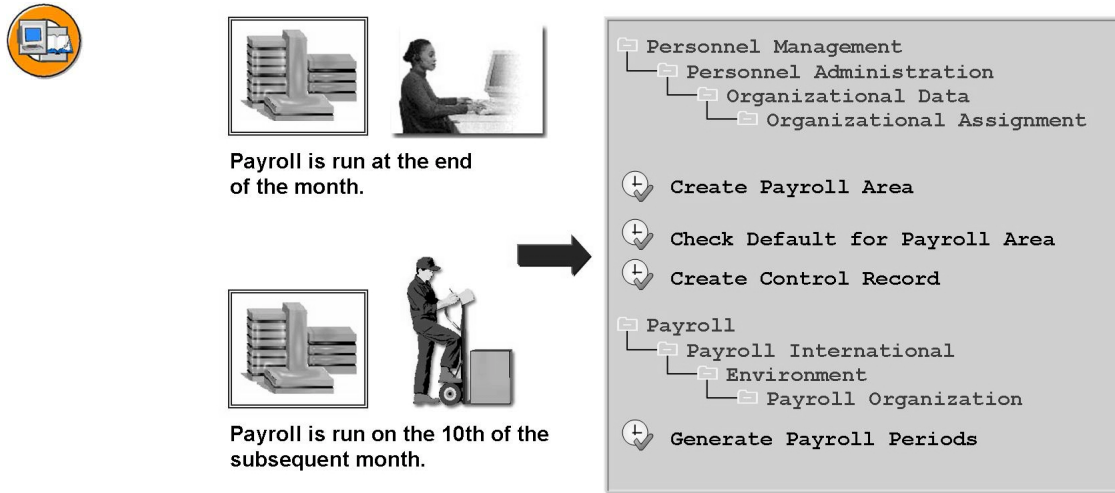 Payroll is run at the end
of the month.
Payroll is run on the 10th of the
subsequent month.
Personnel Management
Personnel Administration
Organizational Data
Organizational Assignment
Create Payroll Area
Check Default for Payroll Area
Create Control Record
Payroll
Payroll International
Environment
Payroll Organization
Generate Payroll Periods